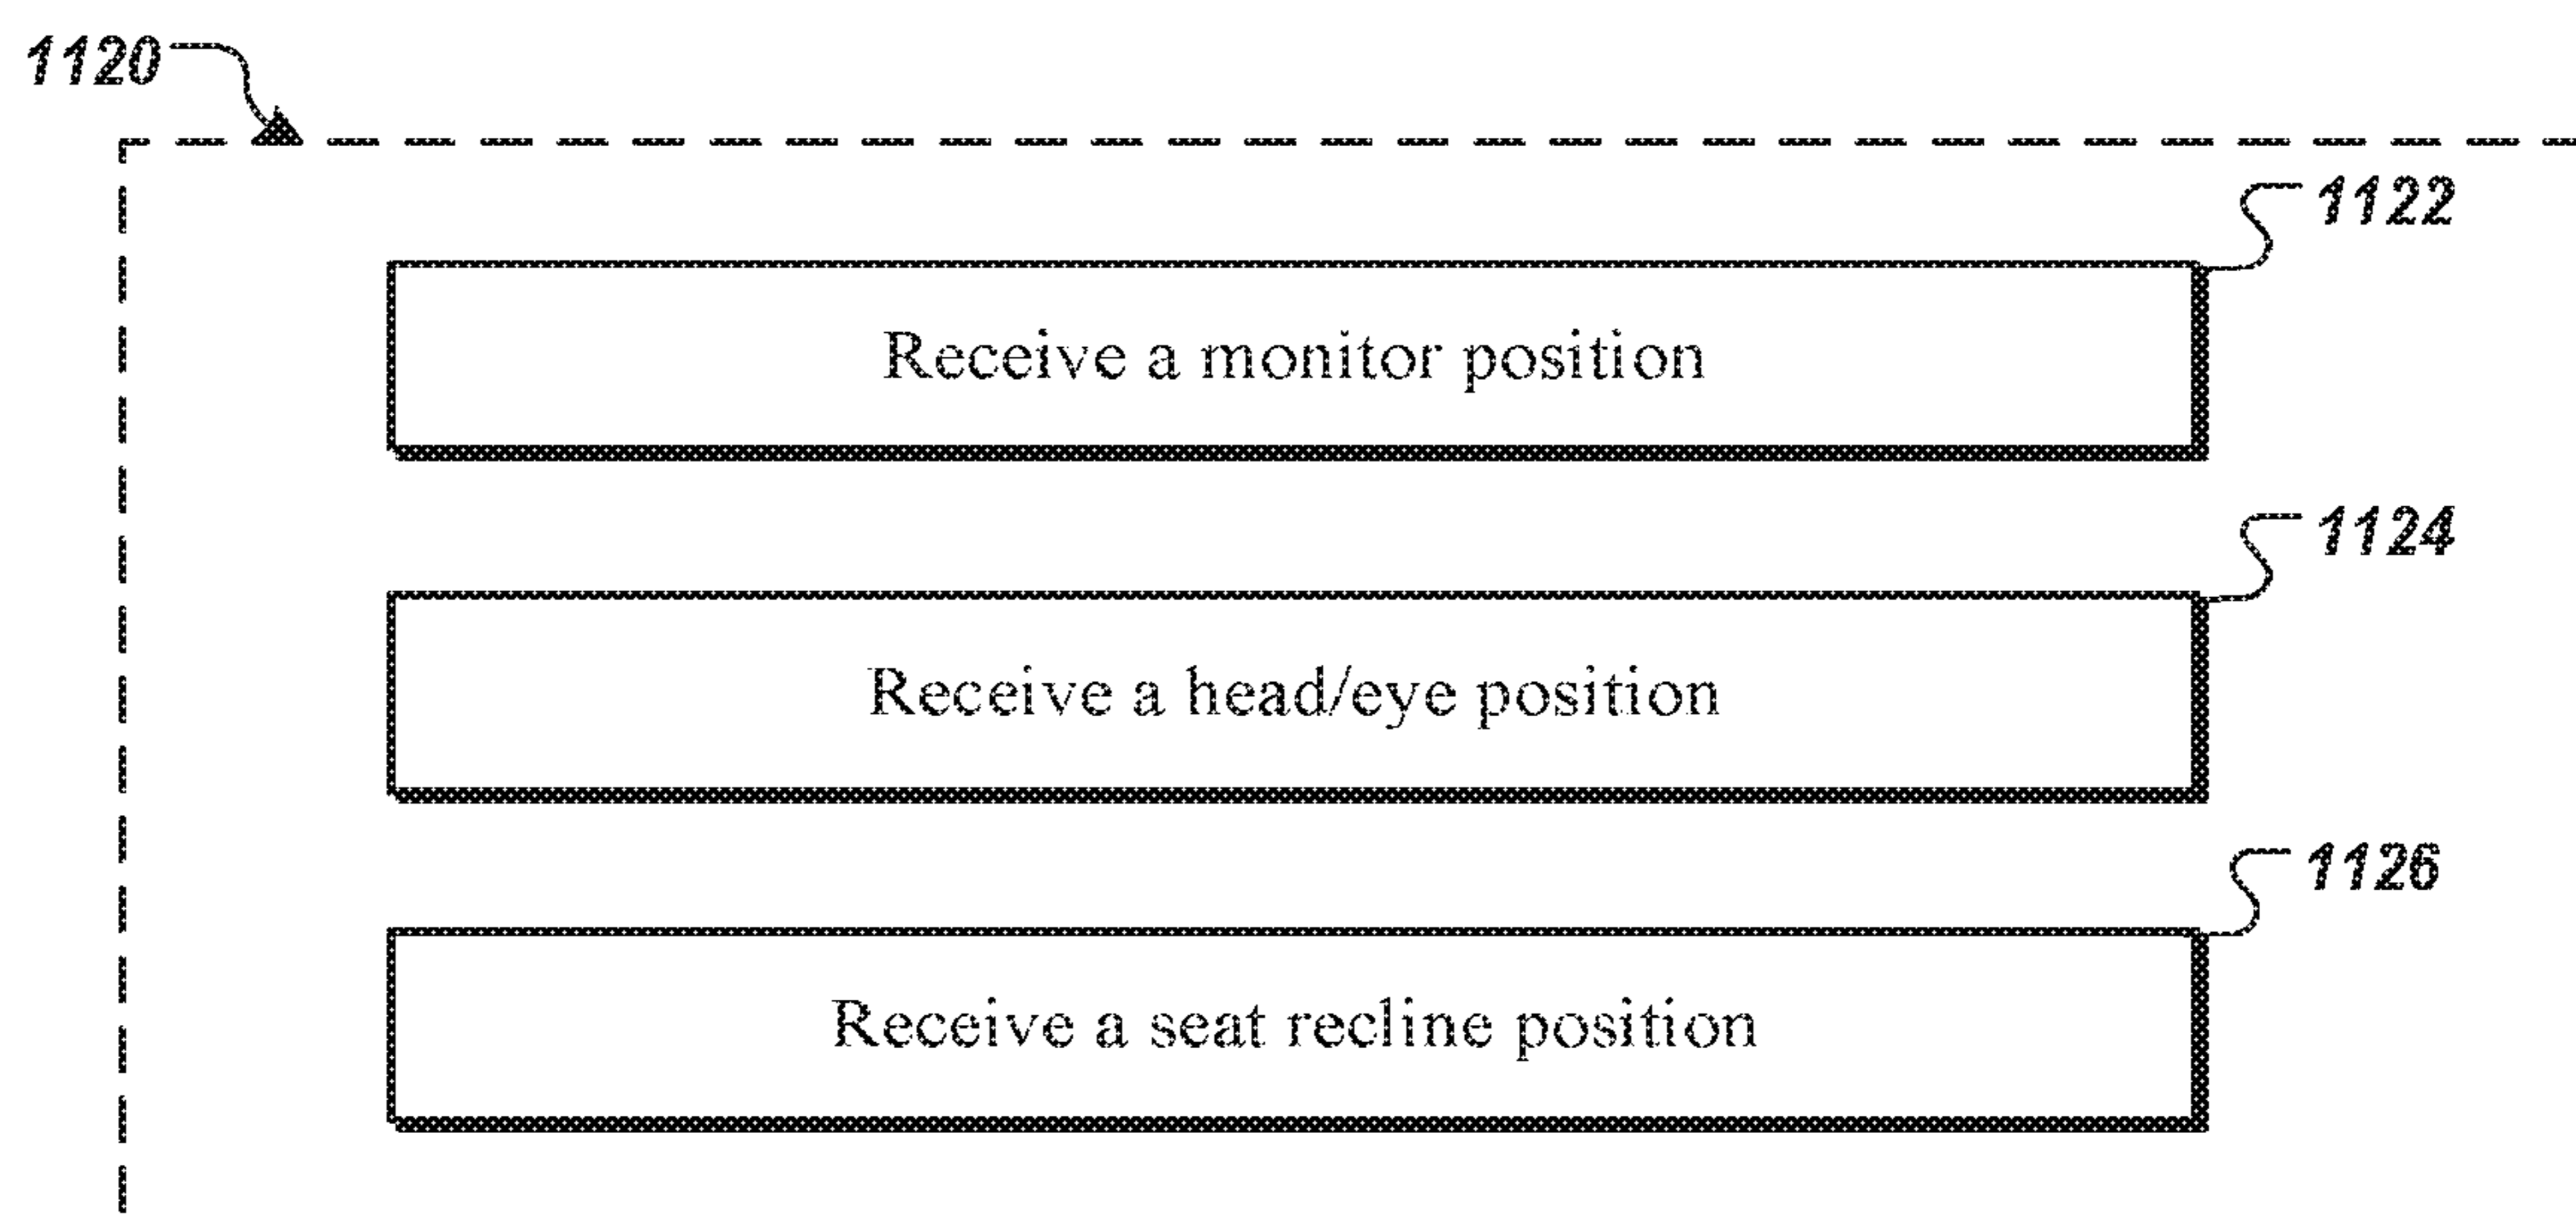 1120
1122
Receive a monitor position
1124
Receive a head/eye position
1126
Receive a seat recline position